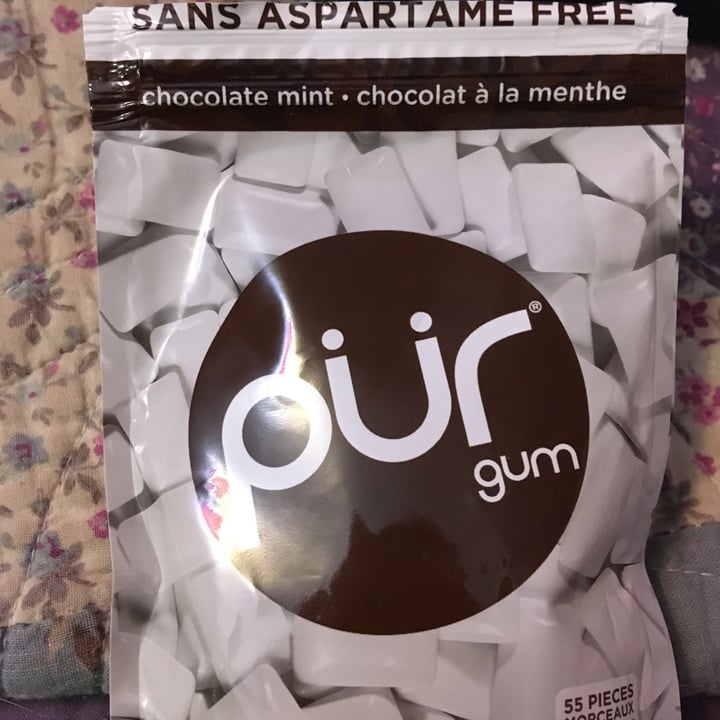 SANS ASPARTAME FREE
chocolate mint • chocolat à la menthe
pür®
gum
55 PIECES
MORCEAUX